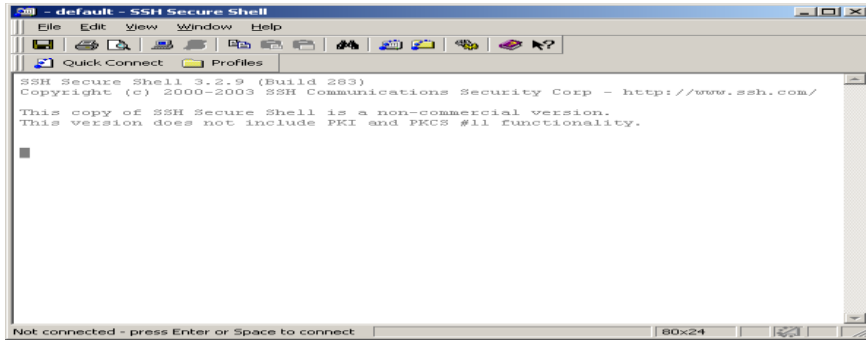 - default - SSH Secure Shell
File Edit View Window Help
Quick Connect Profiles
SSH Secure Shell 3.2.9 (Build 283)
Copyright (c) 2000-2003 SSH Communications Security Corp - http://www.ssh.com/
This copy of SSH Secure Shell is a non-commercial version.
This version does not include PKI and PKCS #11 functionality.
Not connected - press Enter or Space to connect 80x24